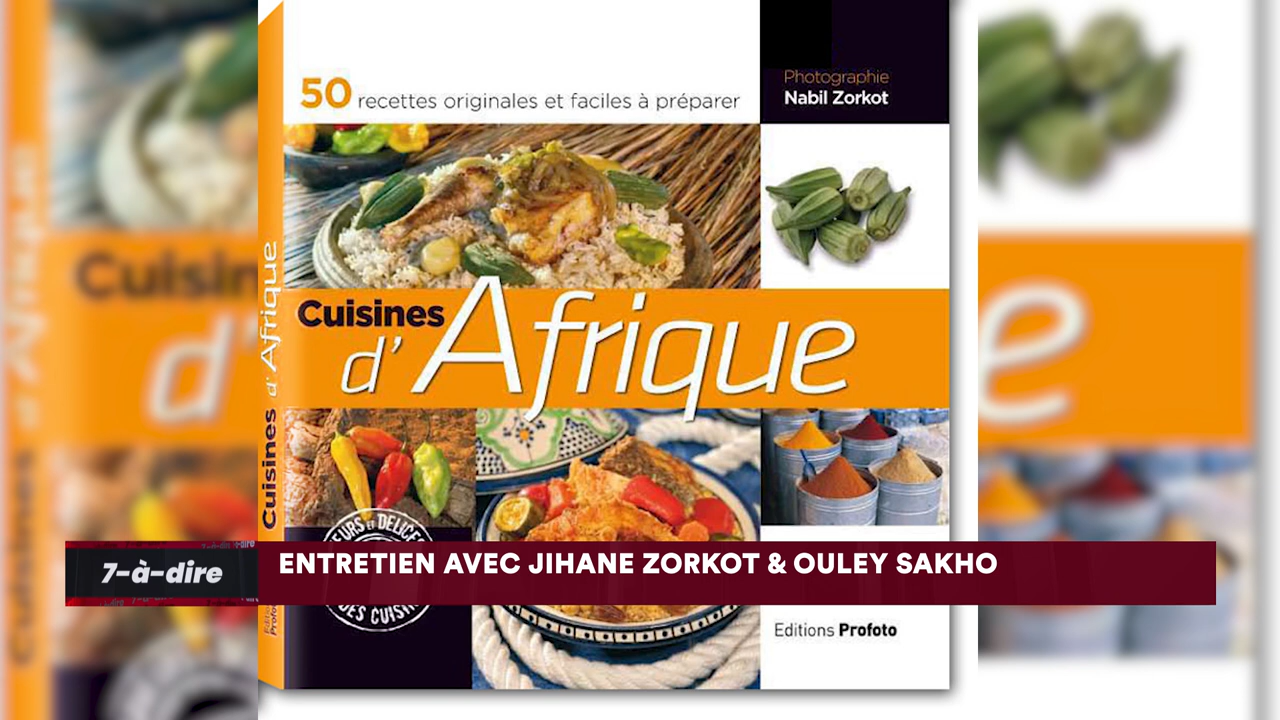 50 recettes originales et faciles à préparer
Photographie
Nabil Zorkot
Cuisines
d'Afrique
Cuisines d'Afrique
7-à-dire
ENTRETIEN AVEC JIHANE ZORKOT & OULEY SAKHO
Editions Profoto